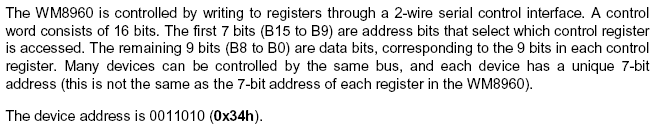 The WM8960 is controlled by writing to registers through a 2-wire serial control interface. A control
word consists of 16 bits. The first 7 bits (B15 to B9) are address bits that select which control register
is accessed. The remaining 9 bits (B8 to B0) are data bits, corresponding to the 9 bits in each control
register. Many devices can be controlled by the same bus, and each device has a unique 7-bit
address (this is not the same as the 7-bit address of each register in the WM8960).
The device address is 0011010 (0x34h).